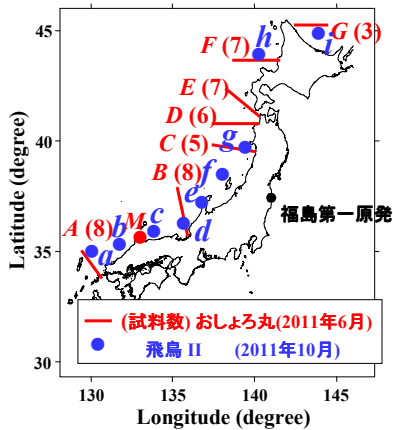 45
40
35
30
Latitude (degree)
F (7)
h
G (3)
i
E (7)
D (6)
C (5)
g
B (8)
f
e
A (8)
M
b
c
d
a
福島第一原発
(試料数) おしょろ丸(2011年6月)
飛鳥 II (2011年10月)
130 135 140 145
Longitude (degree)